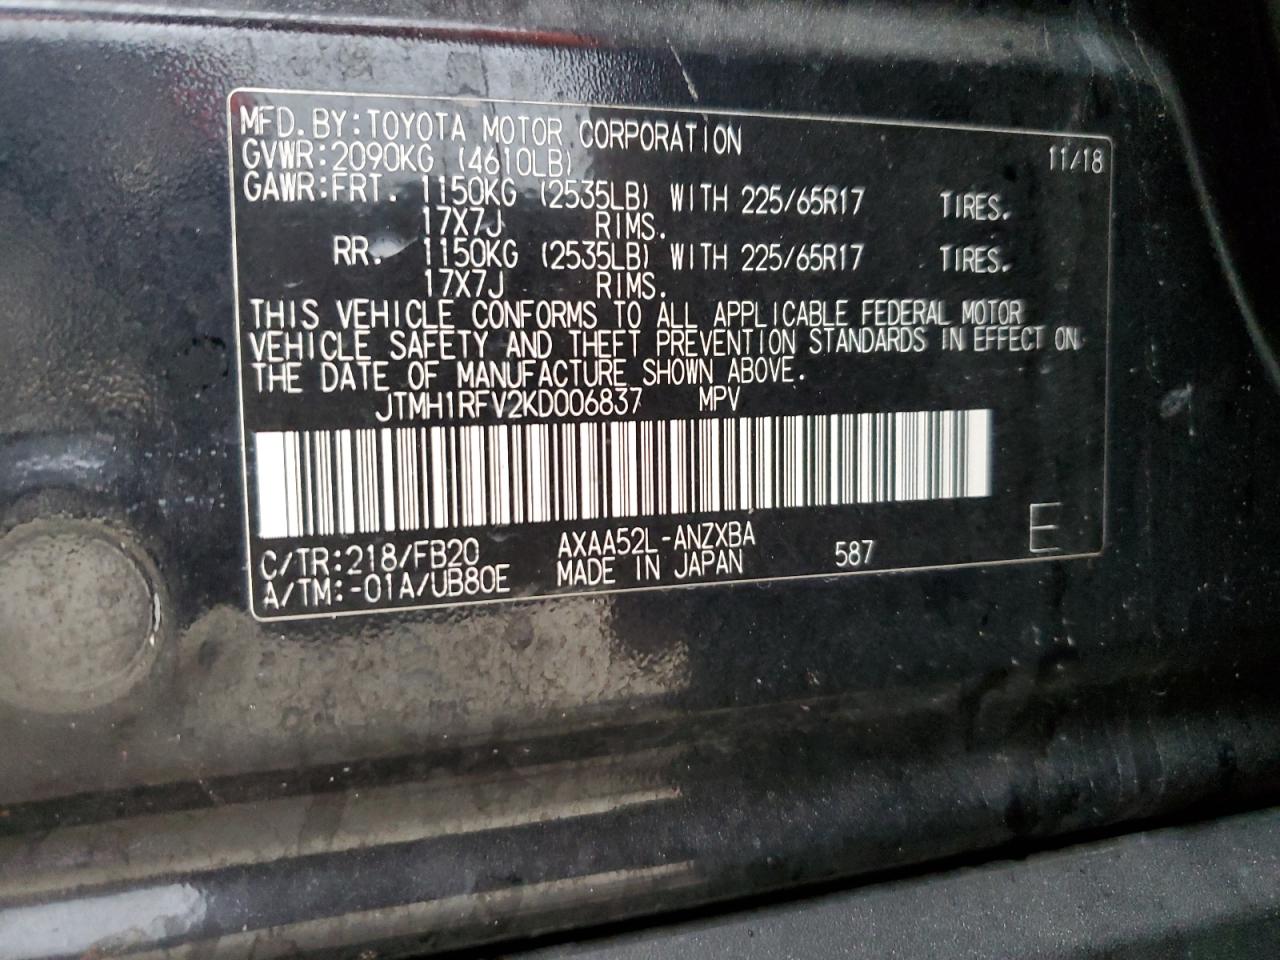 MFD. BY: TOYOTA MOTOR CORPORATION 11/18
GVWR: 2090KG (4610LB)
GAWR: FRT. 1150KG (2535LB) WITH 225/65R17 TIRES.
17X7J RIMS.
RR. 1150KG (2535LB) WITH 225/65R17 TIRES.
17X7J RIMS.
THIS VEHICLE CONFORMS TO ALL APPLICABLE FEDERAL MOTOR
VEHICLE SAFETY AND THEFT PREVENTION STANDARDS IN EFFECT ON
THE DATE OF MANUFACTURE SHOWN ABOVE.
JTMH1RFV2KD006837 MPV
C/TR: 218/FB20 AXAA52L-ANZXBA 587 E
A/TM: -01A/UB80E MADE IN JAPAN